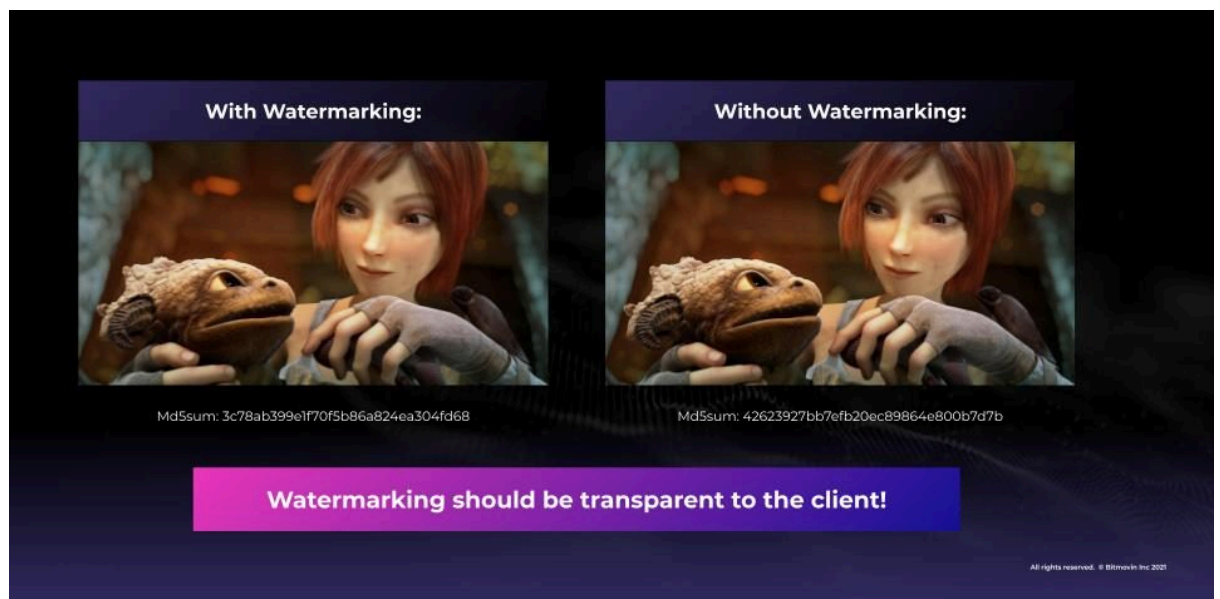 With Watermarking:
Without Watermarking:
Md5sum: 3c78ab399e1f70f5b86a824ea304fd68
Md5sum: 42623927bb7efb20ec89864e800b7d7b
Watermarking should be transparent to the client!
All rights reserved. © Bitmovin Inc 2021